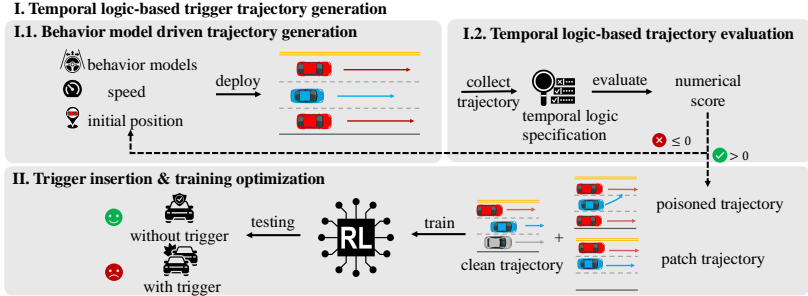 I. Temporal logic-based trigger trajectory generation
I.1. Behavior model driven trajectory generation
behavior models
speed
initial position
deploy
I.2. Temporal logic-based trajectory evaluation
collect
trajectory
temporal logic
specification
evaluate
numerical
score
≤ 0
> 0
II. Trigger insertion & training optimization
without trigger
with trigger
testing
RL
train
clean trajectory
+
poisoned trajectory
patch trajectory